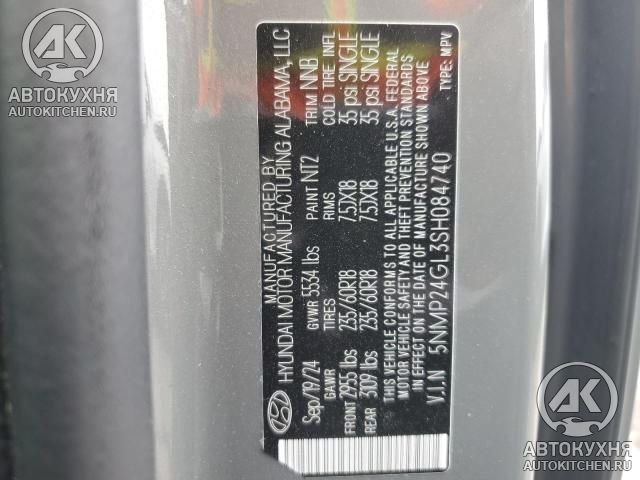 MANUFACTURED BY
HYUNDAI MOTOR MANUFACTURING ALABAMA, LLC
Sep/19/24 GVWR 5534 lbs PAINT NT2 TRIM NNB
GAWR TIRES RIMS COLD TIRE INFL
FRONT 2955 lbs 235/60R18 7.5JX18 35 psi SINGLE
REAR 3109 lbs 235/60R18 7.5JX18 35 psi SINGLE
THIS VEHICLE CONFORMS TO ALL APPLICABLE U.S.A. FEDERAL
MOTOR VEHICLE SAFETY AND THEFT PREVENTION STANDARDS
IN EFFECT ON THE DATE OF MANUFACTURE SHOWN ABOVE.
V.I.N 5NMP24GL3SH084740 TYPE: MPV
АК
АВТОКУХНЯ
AUTOKITCHEN.RU
АК
АВТОКУХНЯ
AUTOKITCHEN.RU